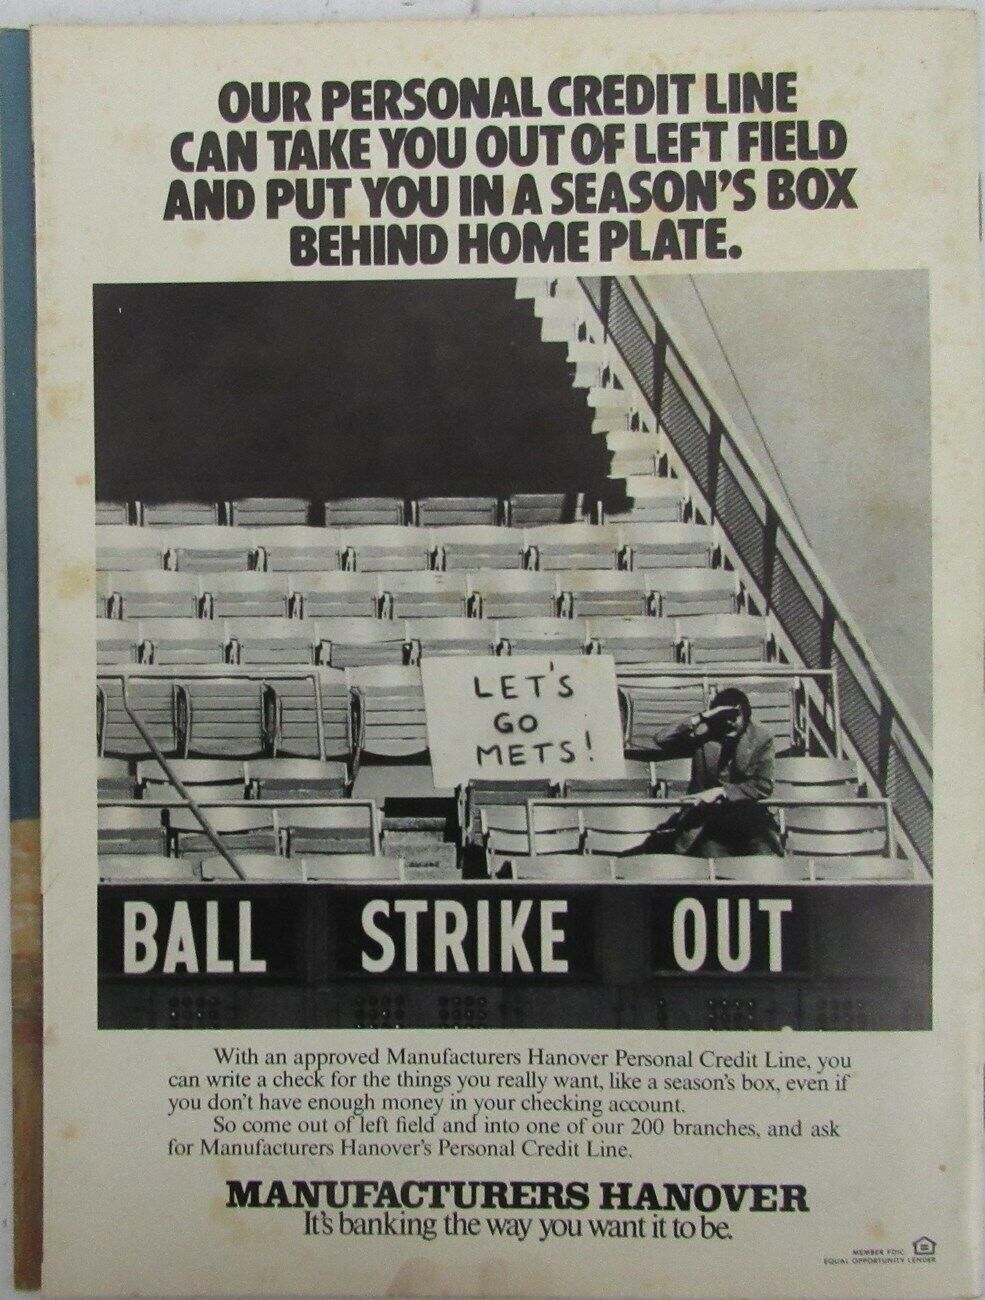 OUR PERSONAL CREDIT LINE
CAN TAKE YOU OUT OF LEFT FIELD
AND PUT YOU IN A SEASON'S BOX
BEHIND HOME PLATE.
LET'S
GO
METS!
BALL STRIKE OUT
With an approved Manufacturers Hanover Personal Credit Line, you
can write a check for the things you really want, like a season's box, even if
you don't have enough money in your checking account.
So come out of left field and into one of our 200 branches, and ask
for Manufacturers Hanover's Personal Credit Line.
MANUFACTURERS HANOVER
It's banking the way you want it to be.
MEMBER FDIC
EQUAL OPPORTUNITY LENDER